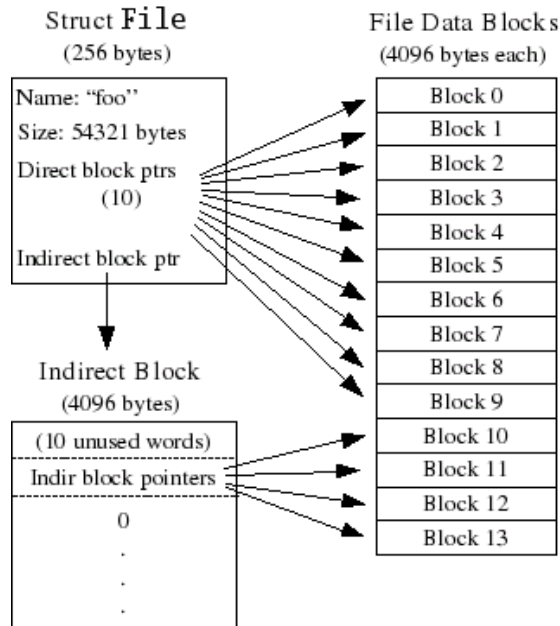 Struct File
(256 bytes)
Name: “foo”
Size: 54321 bytes
Direct block ptrs
(10)
Indirect block ptr
Indirect Block
(4096 bytes)
(10 unused words)
Indir block pointers
0
.
.
.
File Data Blocks
(4096 bytes each)
Block 0
Block 1
Block 2
Block 3
Block 4
Block 5
Block 6
Block 7
Block 8
Block 9
Block 10
Block 11
Block 12
Block 13